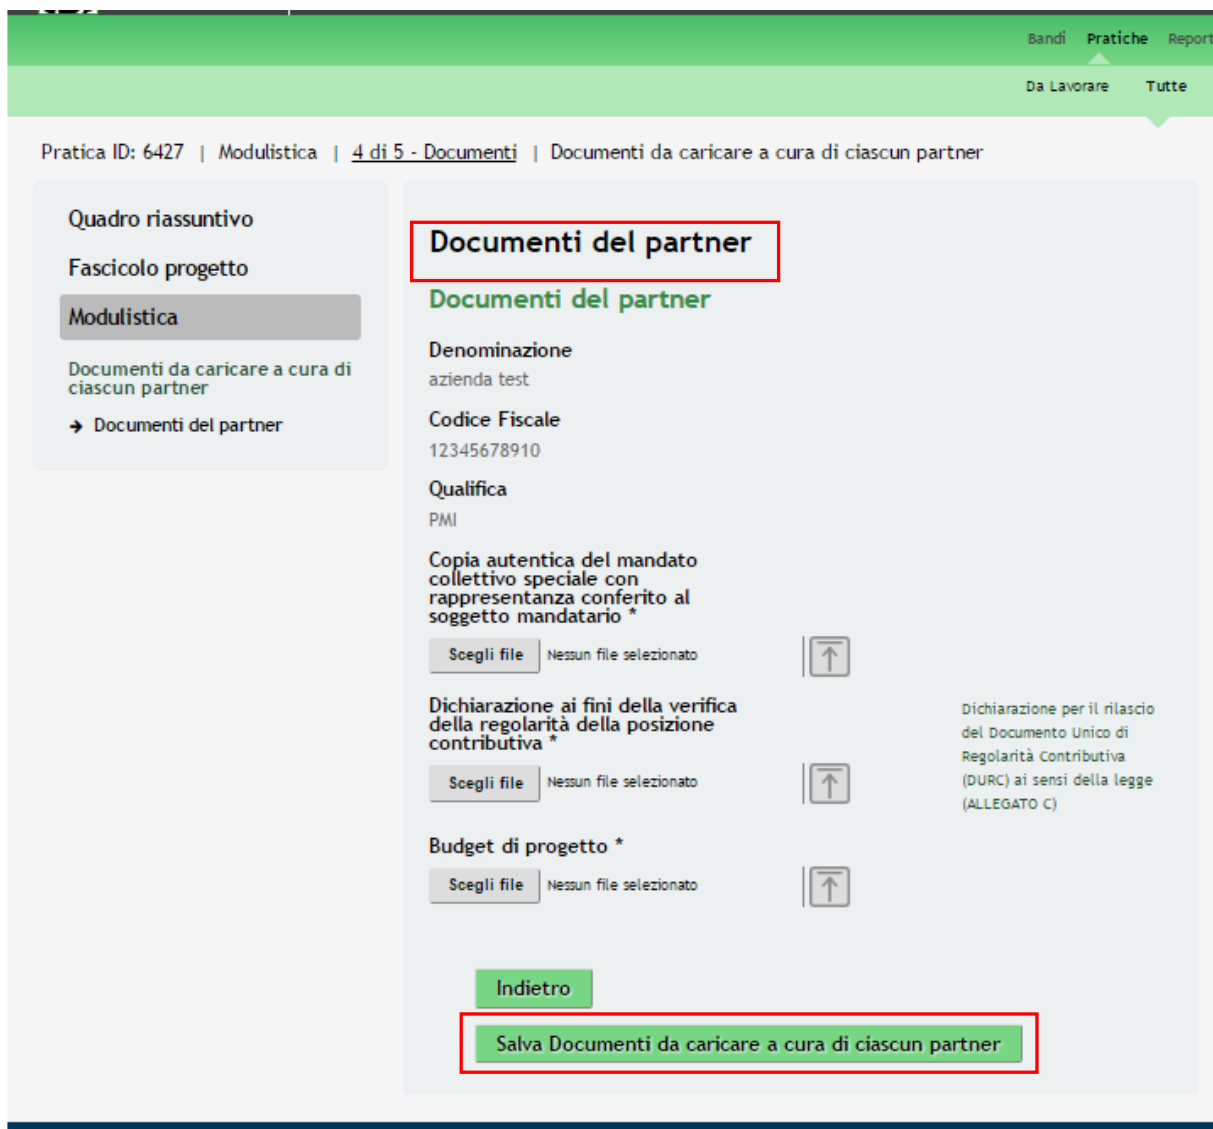 Bandi Pratiche Report
Da Lavorare Tutte
Pratica ID: 6427 | Modulistica | 4 di 5 - Documenti | Documenti da caricare a cura di ciascun partner
Quadro riassuntivo
Fascicolo progetto
Modulistica
Documenti da caricare a cura di
ciascun partner
→ Documenti del partner
Documenti del partner
Documenti del partner
Denominazione
azienda test
Codice Fiscale
12345678910
Qualifica
PMI
Copia autentica del mandato
collettivo speciale con
rappresentanza conferito al
soggetto mandatario *
Scegli file Nessun file selezionato
Dichiarazione ai fini della verifica
della regolarità della posizione
contributiva *
Scegli file Nessun file selezionato
Dichiarazione per il rilascio
del Documento Unico di
Regolarità Contributiva
(DURC) ai sensi della legge
(ALLEGATO C)
Budget di progetto *
Scegli file Nessun file selezionato
Indietro
Salva Documenti da caricare a cura di ciascun partner